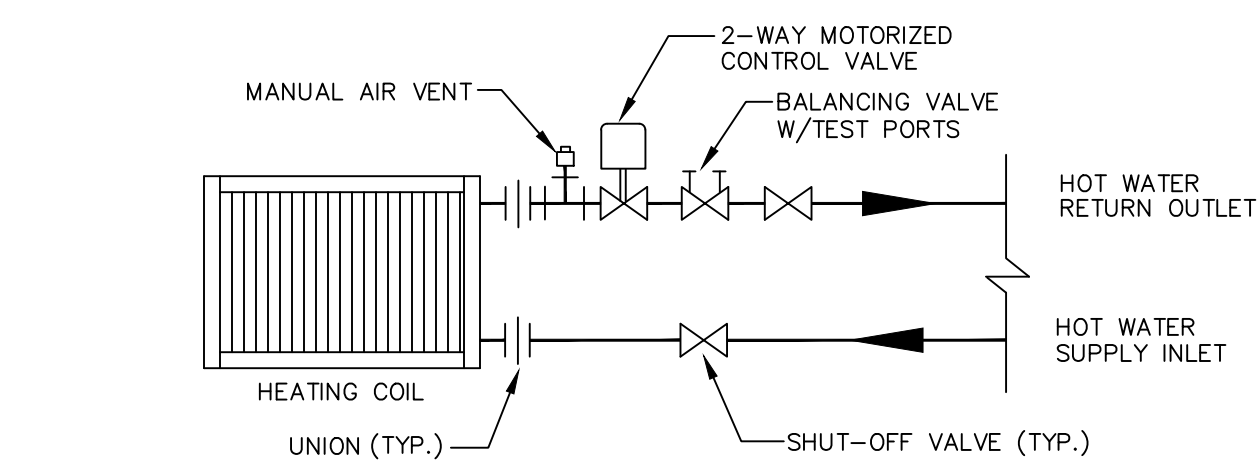 2-WAY MOTORIZED
CONTROL VALVE
MANUAL AIR VENT
BALANCING VALVE
W/TEST PORTS
HOT WATER
RETURN OUTLET
HOT WATER
SUPPLY INLET
HEATING COIL
UNION (TYP.)
SHUT-OFF VALVE (TYP.)